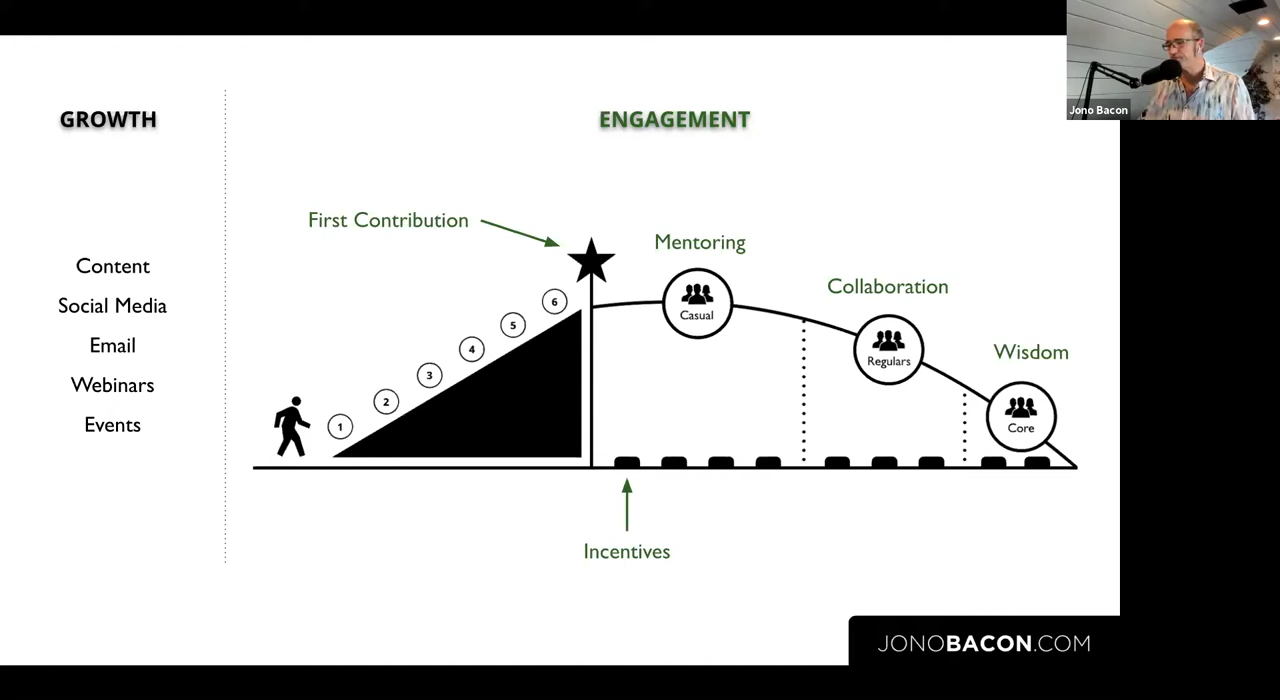 Jono Bacon
GROWTH
ENGAGEMENT
Content
Social Media
Email
Webinars
Events
First Contribution
Mentoring
Collaboration
Wisdom
1
2
3
4
5
6
Casual
Regulars
Core
Incentives
JONOBACON.COM